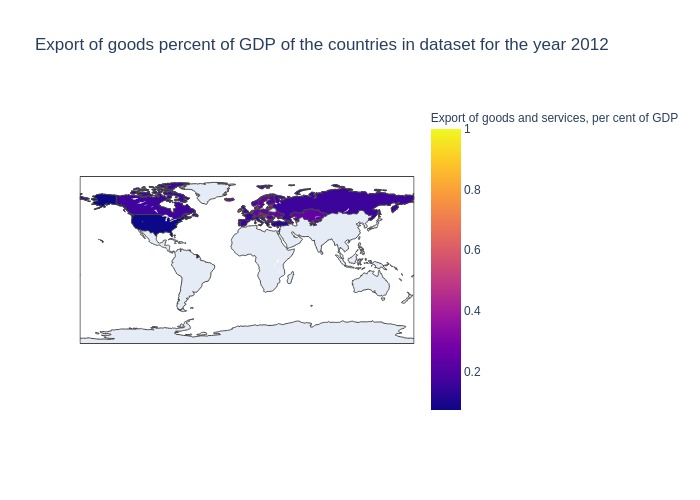 Export of goods percent of GDP of the countries in dataset for the year 2012
Export of goods and services, per cent of GDP
1
0.8
0.6
0.4
0.2